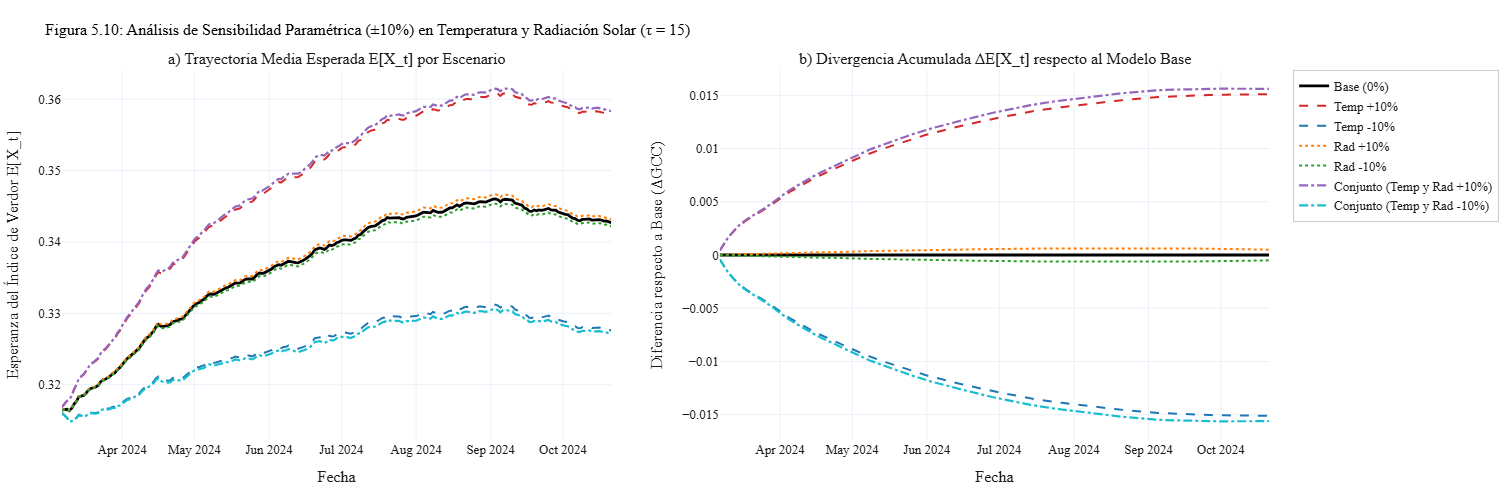 Figura 5.10: Análisis de Sensibilidad Paramétrica (±10%) en Temperatura y Radiación Solar (τ = 15)
a) Trayectoria Media Esperada E[X_t] por Escenario
Esperanza del Índice de Verdor E[X_t]
0.36
0.35
0.34
0.33
0.32
Apr 2024
May 2024
Jun 2024
Jul 2024
Aug 2024
Sep 2024
Oct 2024
Fecha
b) Divergencia Acumulada ΔE[X_t] respecto al Modelo Base
Diferencia respecto a Base (ΔGCC)
0.015
0.01
0.005
0
−0.005
−0.01
−0.015
Apr 2024
May 2024
Jun 2024
Jul 2024
Aug 2024
Sep 2024
Oct 2024
Fecha
Base (0%)
Temp +10%
Temp -10%
Rad +10%
Rad -10%
Conjunto (Temp y Rad +10%)
Conjunto (Temp y Rad -10%)